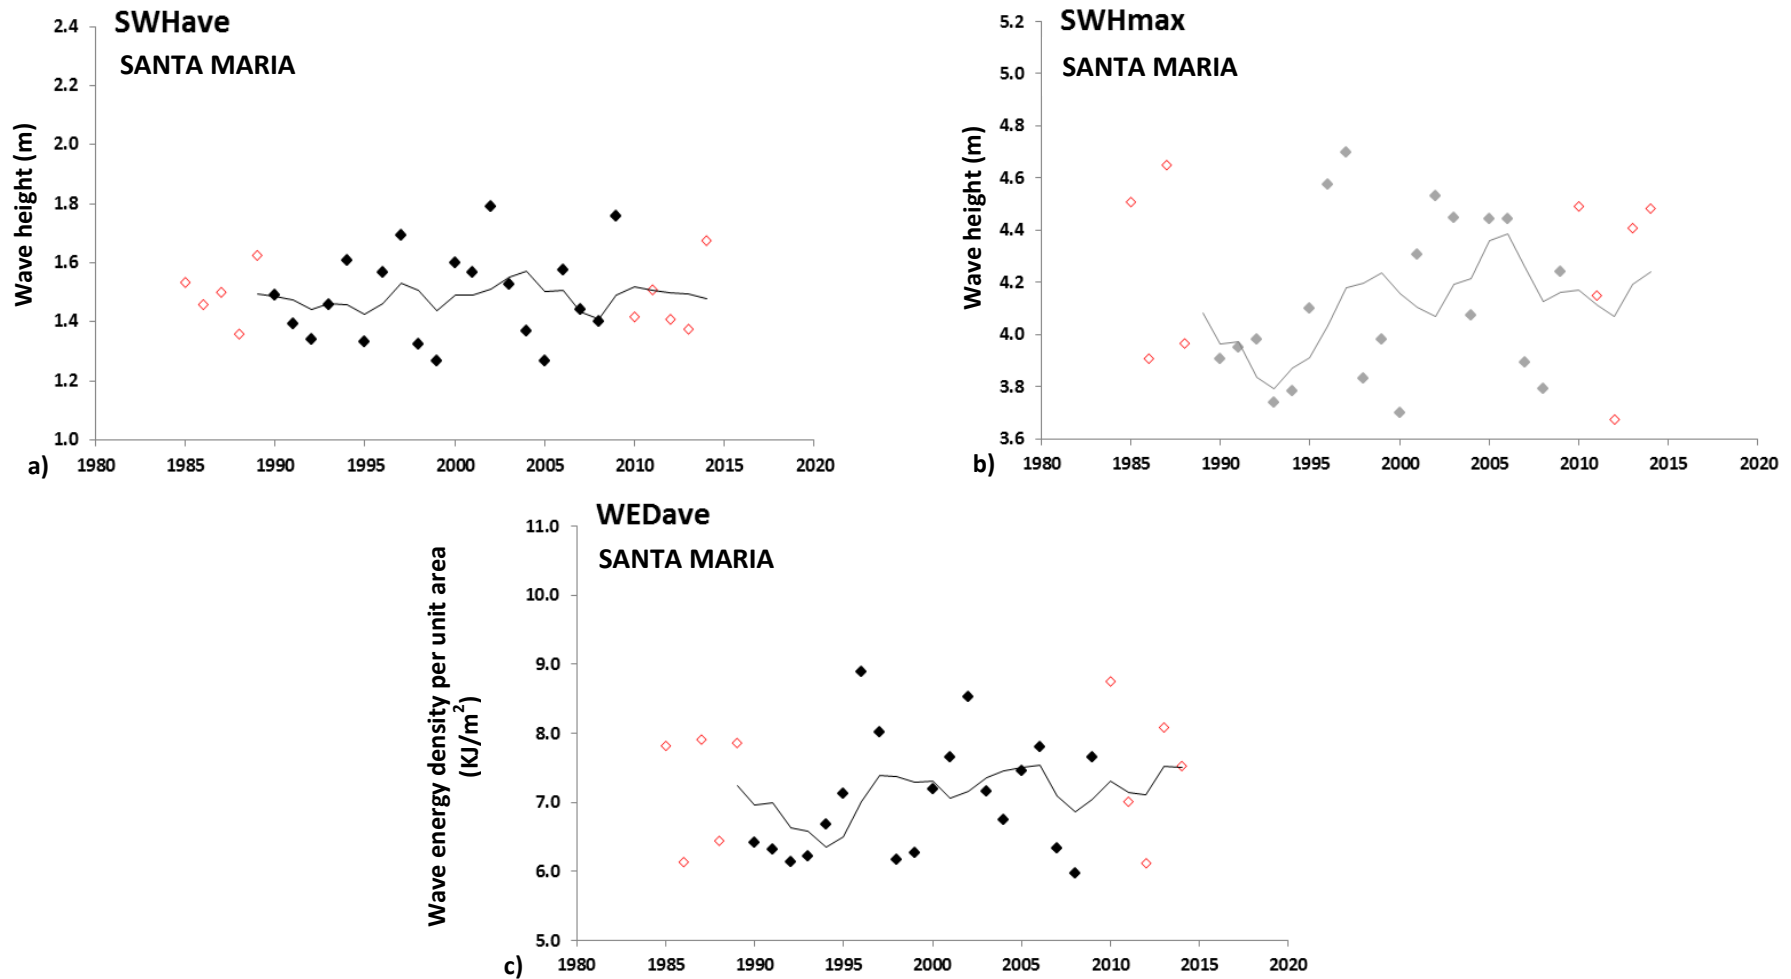 SWHave
SANTA MARIA
Wave height (m)
2.4
2.2
2.0
1.8
1.6
1.4
1.2
1.0
1980 1985 1990 1995 2000 2005 2010 2015 2020
a)
SWHmax
SANTA MARIA
Wave height (m)
5.2
5.0
4.8
4.6
4.4
4.2
4.0
3.8
3.6
1980 1985 1990 1995 2000 2005 2010 2015 2020
b)
WEDave
SANTA MARIA
Wave energy density per unit area
(KJ/m²)
11.0
10.0
9.0
8.0
7.0
6.0
5.0
1980 1985 1990 1995 2000 2005 2010 2015 2020
c)